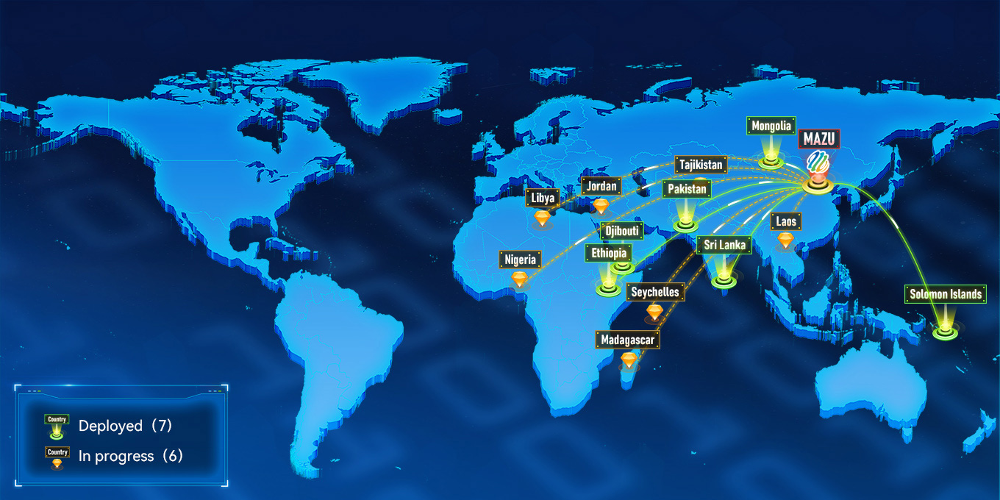 Mongolia
MAZU
Tajikistan
Jordan
Pakistan
Libya
Laos
Djibouti
Sri Lanka
Ethiopia
Nigeria
Seychelles
Solomon Islands
Madagascar
Country
Deployed（7）
Country
In progress（6）